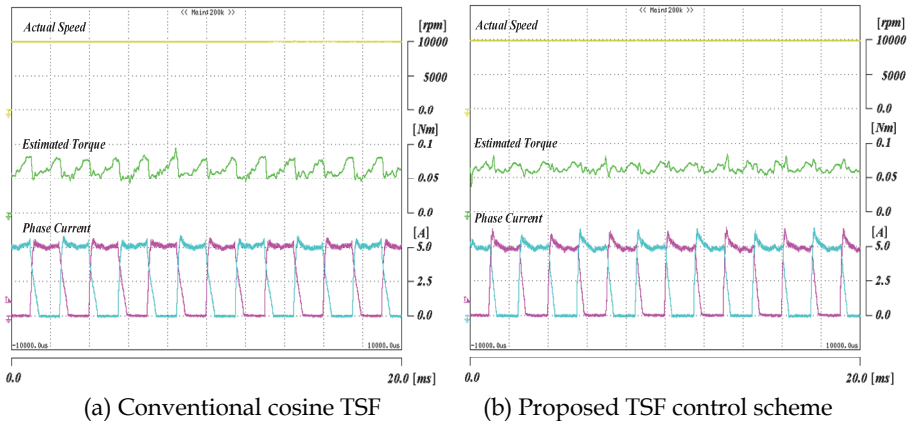 << Main:d 200k >>
Actual Speed
[rpm]
10000
5000
0.0
[Nm]
Estimated Torque
0.1
0.05
0.0
Phase Current
[A]
5.0
2.5
0.0
-10000.0us
10000.0us
0.0
20.0 [ms]
(a) Conventional cosine TSF
<< Main:d 200k >>
Actual Speed
[rpm]
10000
5000
0.0
[Nm]
Estimated Torque
0.1
0.05
0.0
Phase Current
[A]
5.0
2.5
0.0
-10000.0us
10000.0us
0.0
20.0 [ms]
(b) Proposed TSF control scheme